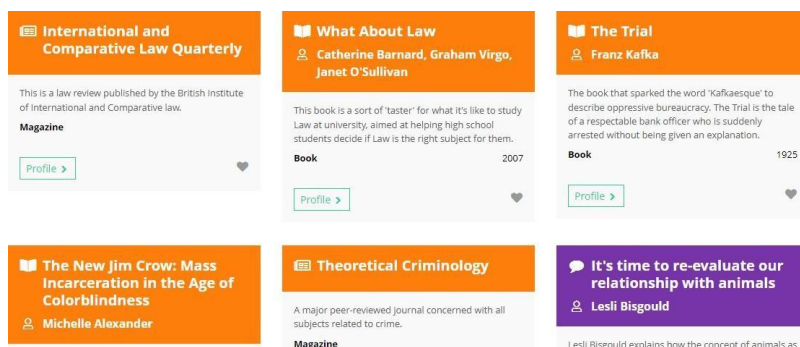 International and
Comparative Law Quarterly
This is a law review published by the British Institute
of International and Comparative law.
Magazine
Profile >
What About Law
Catherine Barnard, Graham Virgo,
Janet O'Sullivan
This book is a sort of 'taster' for what it's like to study
Law at university, aimed at helping high school
students decide if Law is the right subject for them.
Book 2007
Profile >
The Trial
Franz Kafka
The book that sparked the word 'Kafkaesque' to
describe oppressive bureaucracy. The Trial is the tale
of a respectable bank officer who is suddenly
arrested without being given an explanation.
Book 1925
Profile >
The New Jim Crow: Mass
Incarceration in the Age of
Colorblindness
Michelle Alexander
Theoretical Criminology
A major peer-reviewed journal concerned with all
subjects related to crime.
Magazine
It's time to re-evaluate our
relationship with animals
Lesli Bisgould
Lesli Bisgould explains how the concept of animals as